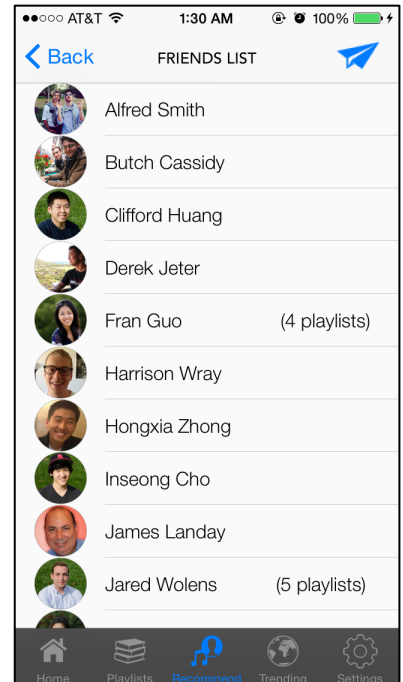 AT&T 1:30 AM 100%
Back FRIENDS LIST
Alfred Smith
Butch Cassidy
Clifford Huang
Derek Jeter
Fran Guo (4 playlists)
Harrison Wray
Hongxia Zhong
Inseong Cho
James Landay
Jared Wolens (5 playlists)
Home Playlists Recommend Trending Settings